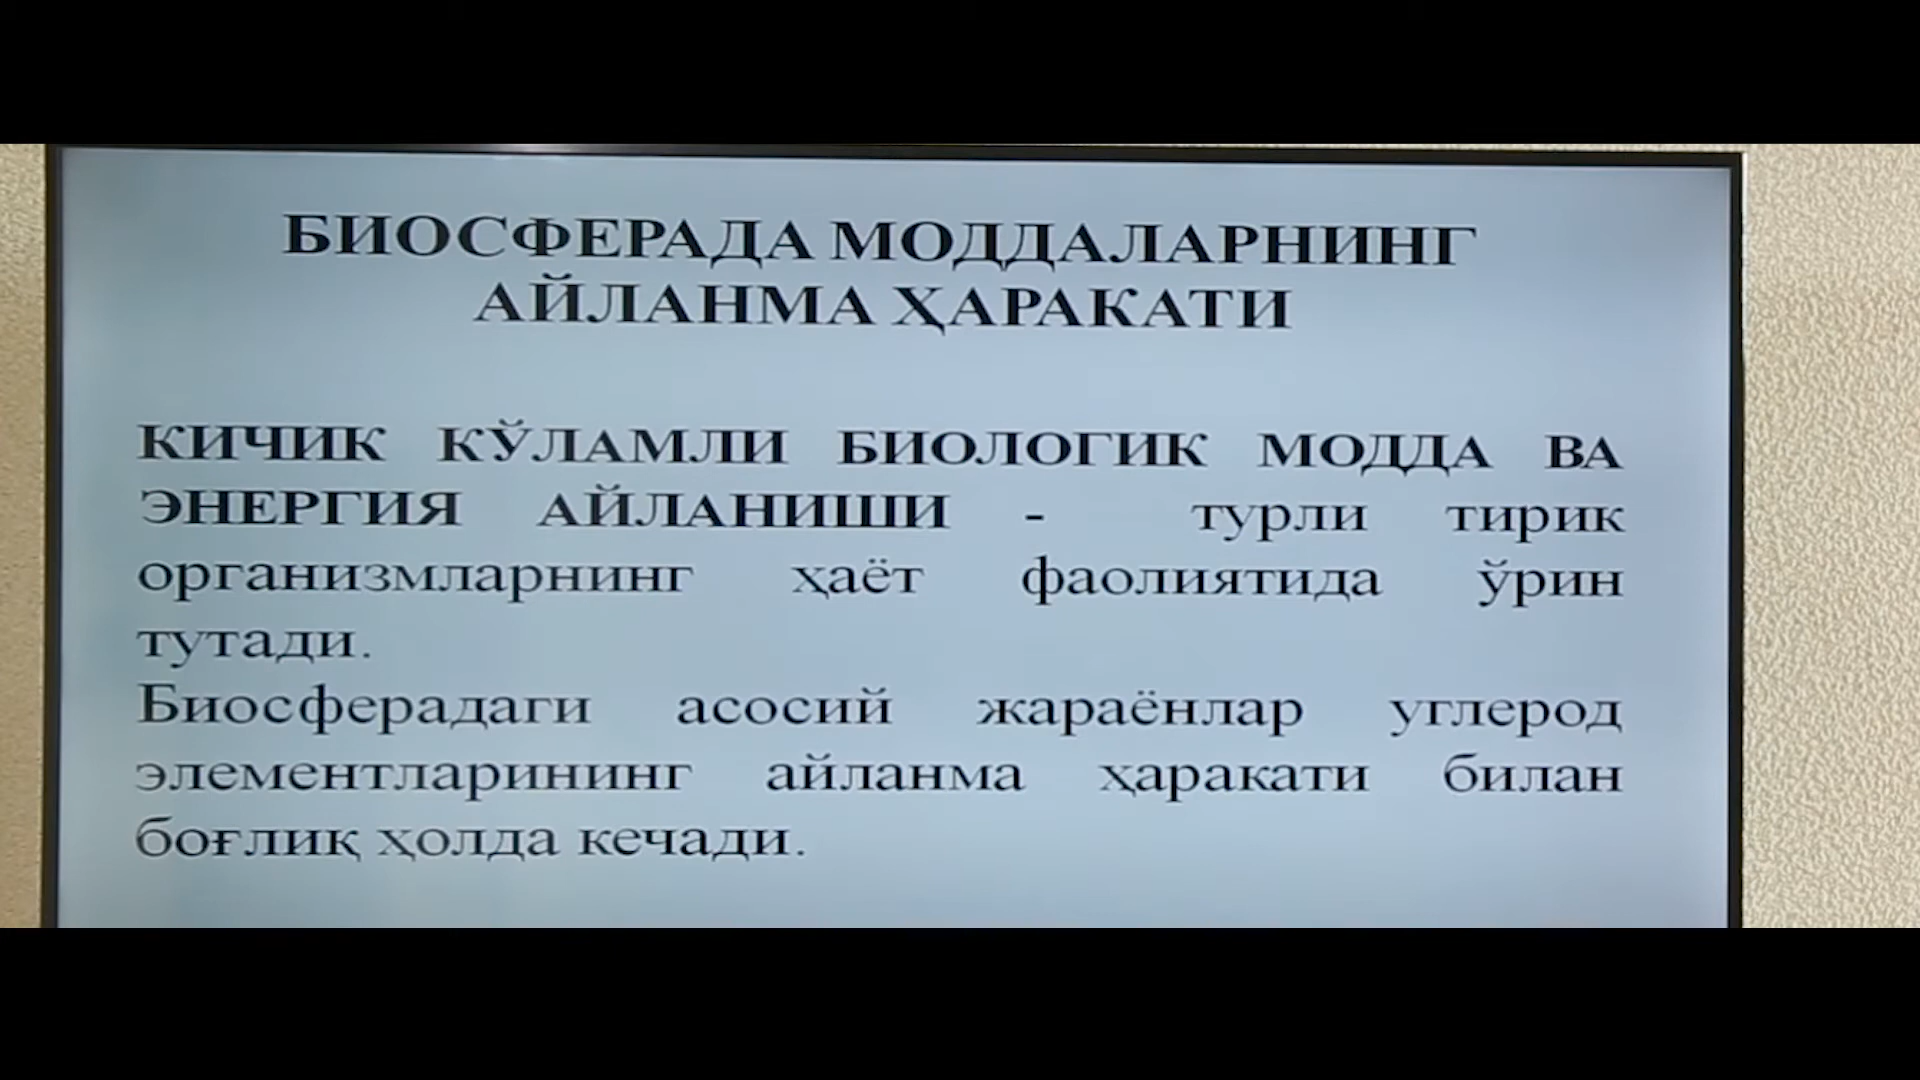 БИОСФЕРАДА МОДДАЛАРНИНГ
АЙЛАНМА ҲАРАКАТИ
КИЧИК КЎЛАМЛИ БИОЛОГИК МОДДА ВА
ЭНЕРГИЯ АЙЛАНИШИ - турли тирик
организмларнинг ҳаёт фаолиятида ўрин
тутади.
Биосферадаги асосий жараёнлар углерод
элементларининг айланма ҳаракати билан
боғлиқ ҳолда кечади.